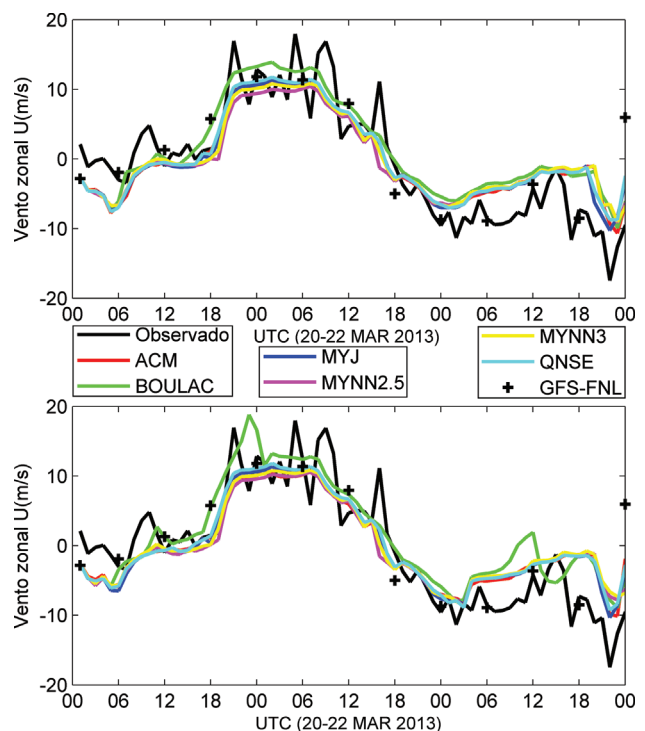 20
10
0
-10
-20
Vento zonal U(m/s)
00 06 12 18 00 06 12 18 00 06 12 18 00
UTC (20-22 MAR 2013)
Observado
ACM
BOULAC
MYJ
MYNN2.5
MYNN3
QNSE
GFS-FNL
20
10
0
-10
-20
Vento zonal U(m/s)
00 06 12 18 00 06 12 18 00 06 12 18 00
UTC (20-22 MAR 2013)